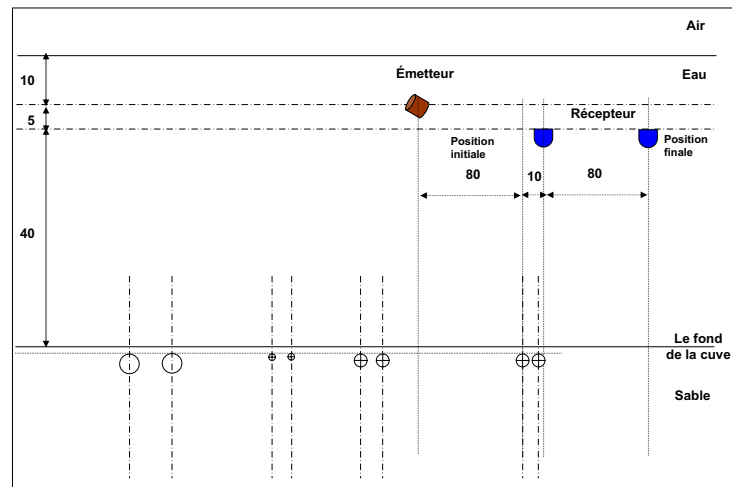 Air
10
Émetteur
Eau
5
Récepteur
Position
initiale
Position
finale
80
10
80
40
Le fond
de la cuve
Sable